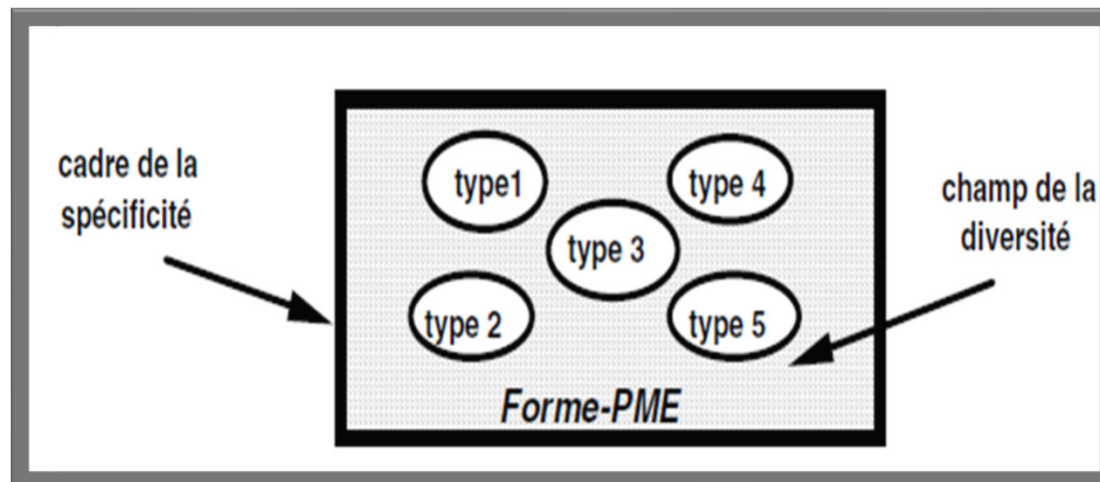 cadre de la
spécificité
type1
type 4
type 3
type 2
type 5
Forme-PME
champ de la
diversité